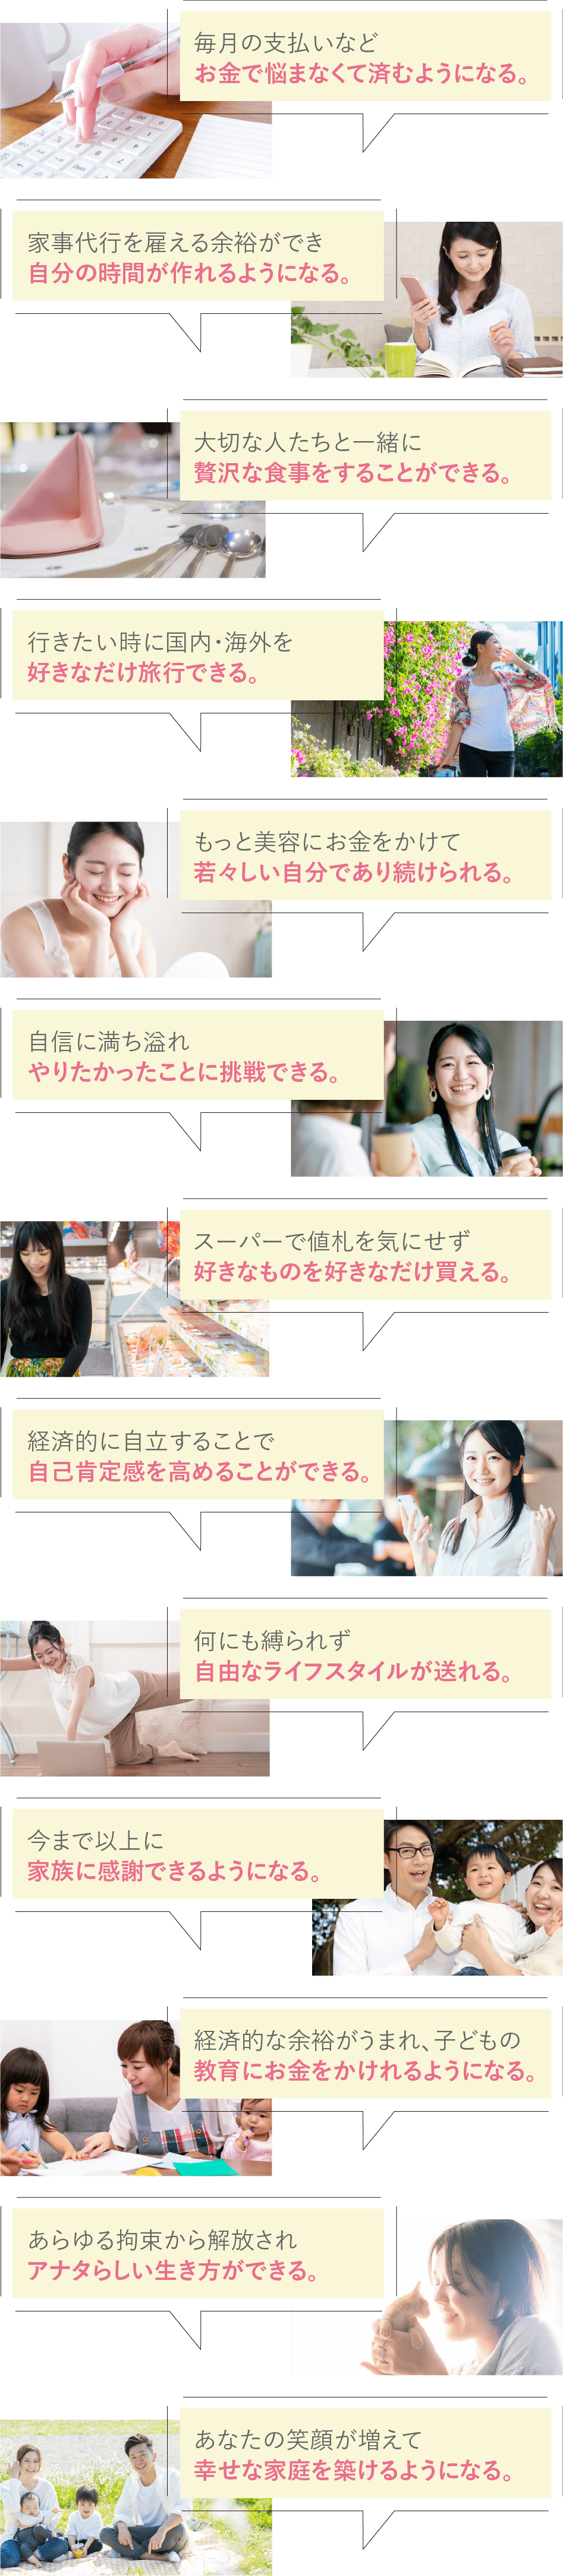 毎月の支払いなど
お金で悩まなくて済むようになる。
家事代行を雇える余裕ができ
自分の時間が作れるようになる。
大切な人たちと一緒に
贅沢な食事をすることができる。
行きたい時に国内・海外を
好きなだけ旅行できる。
もっと美容にお金をかけて
若々しい自分であり続けられる。
自信に満ち溢れ
やりたかったことに挑戦できる。
スーパーで値札を気にせず
好きなものを好きなだけ買える。
経済的に自立することで
自己肯定感を高めることができる。
何にも縛られず
自由なライフスタイルが送れる。
今まで以上に
家族に感謝できるようになる。
経済的な余裕がうまれ、子どもの
教育にお金をかけれるようになる。
あらゆる拘束から解放され
アナタらしい生き方ができる。
あなたの笑顔が増えて
幸せな家庭を築けるようになる。